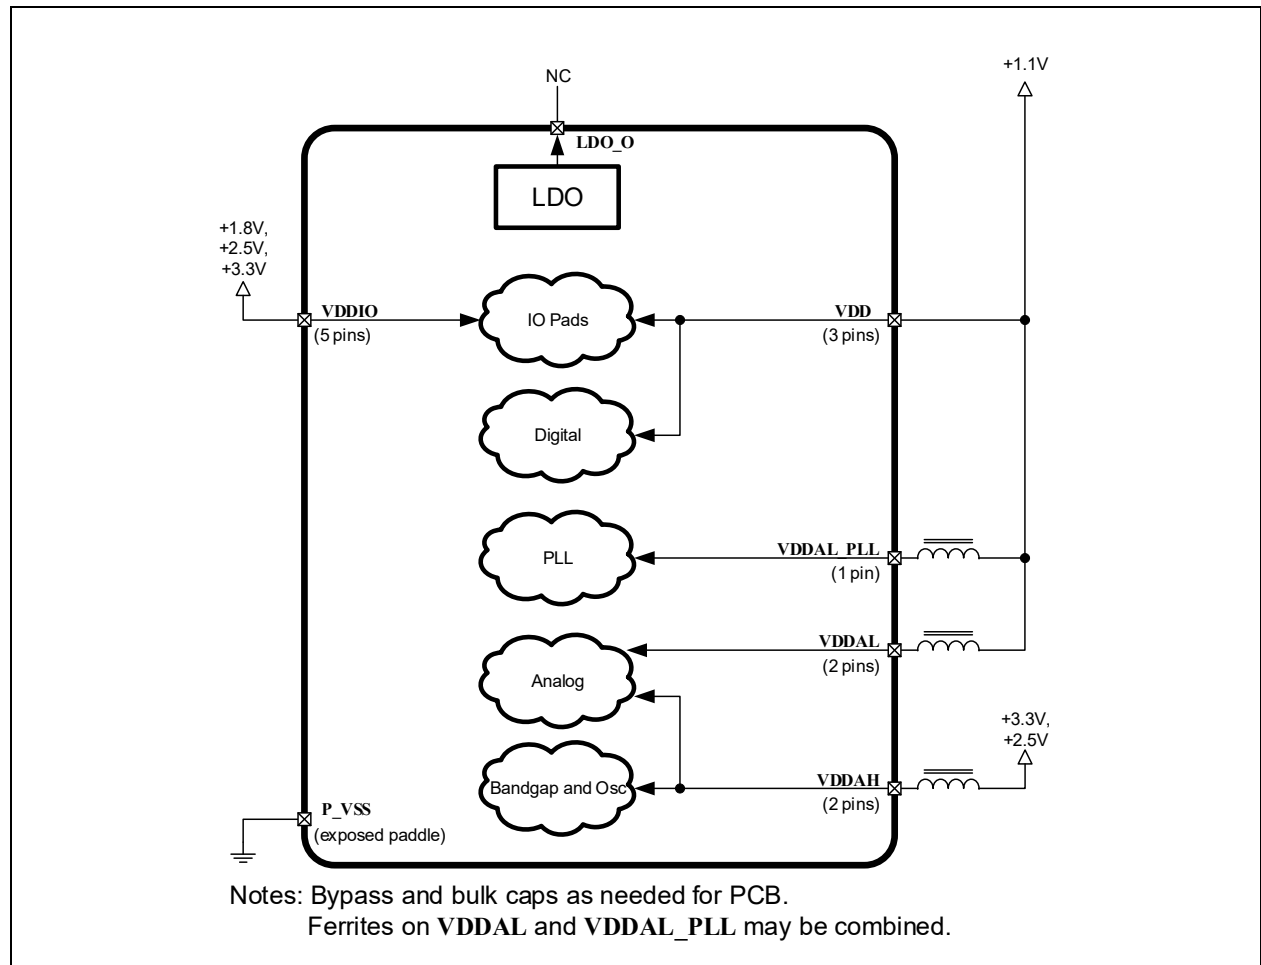 NC
+1.1V
LDO_O
LDO
+1.8V,
+2.5V,
+3.3V
VDDIO
(5 pins)
IO Pads
VDD
(3 pins)
Digital
PLL
VDDAL_PLL
(1 pin)
VDDAL
(2 pins)
Analog
+3.3V,
+2.5V
Bandgap and Osc
VDDAH
(2 pins)
P_VSS
(exposed paddle)
Notes: Bypass and bulk caps as needed for PCB.
Ferrites on VDDAL and VDDAL_PLL may be combined.